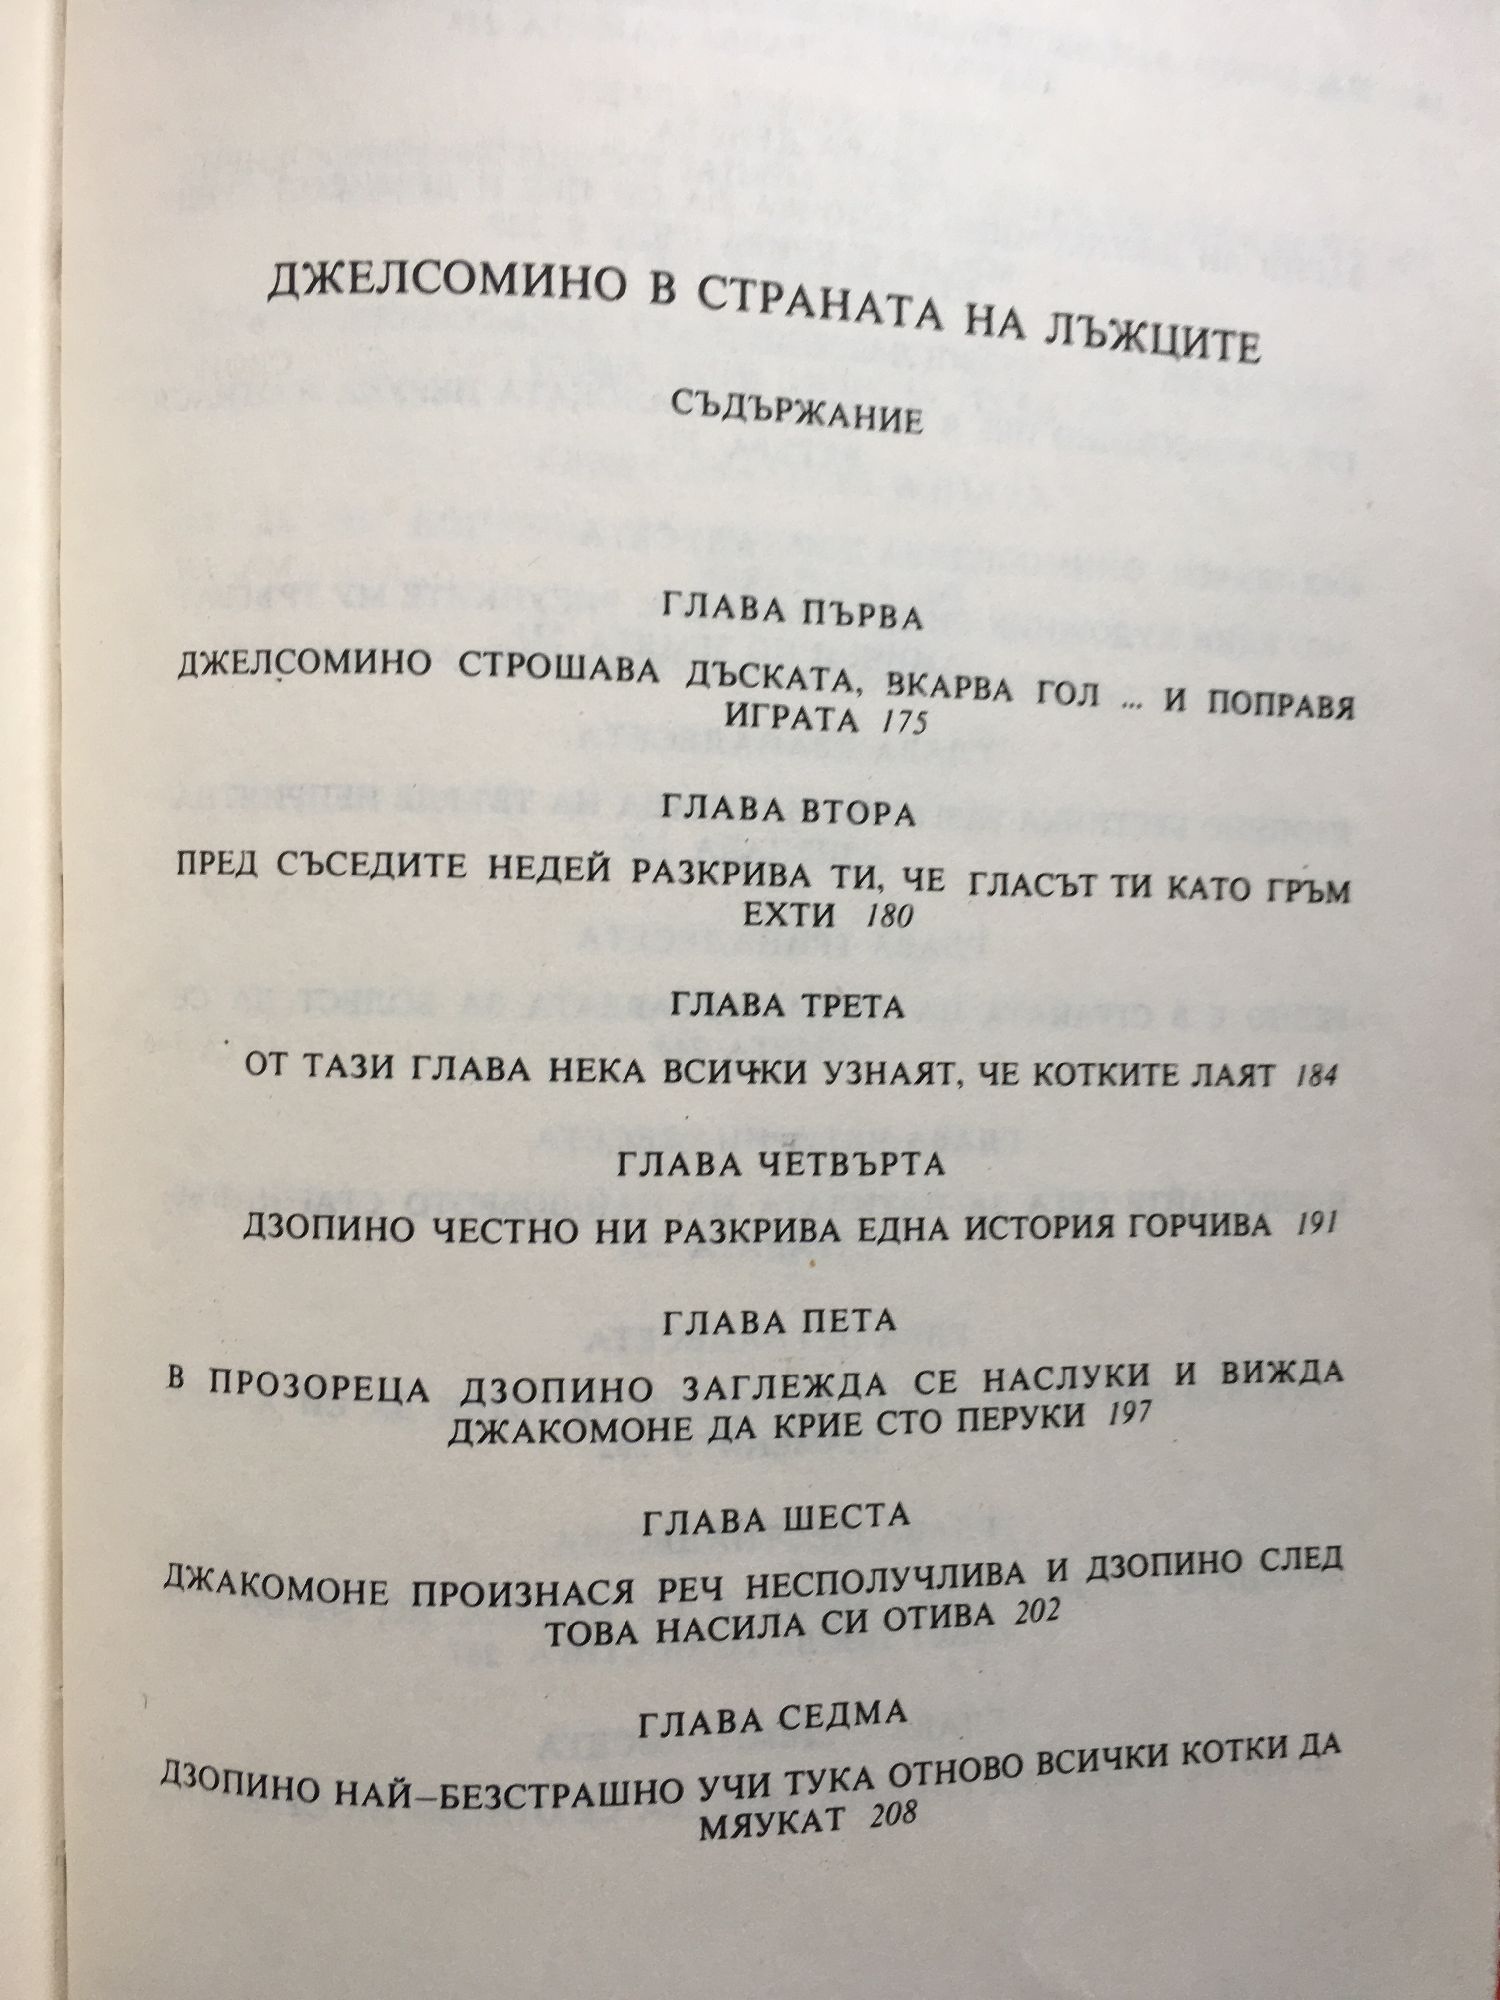 ДЖЕЛСОМИНО В СТРАНАТА НА ЛЪЖЦИТЕ
СЪДЪРЖАНИЕ
ГЛАВА ПЪРВА
ДЖЕЛСОМИНО СТРОШАВА ДЪСКАТА, ВКАРВА ГОЛ ... И ПОПРАВЯ
ИГРАТА 175
ГЛАВА ВТОРА
ПРЕД СЪСЕДИТЕ НЕДЕЙ РАЗКРИВА ТИ, ЧЕ ГЛАСЪТ ТИ КАТО ГРЪМ
ЕХТИ 180
ГЛАВА ТРЕТА
ОТ ТАЗИ ГЛАВА НЕКА ВСИЧКИ УЗНАЯТ, ЧЕ КОТКИТЕ ЛАЯТ 184
ГЛАВА ЧЕТВЪРТА
ДЗОПИНО ЧЕСТНО НИ РАЗКРИВА ЕДНА ИСТОРИЯ ГОРЧИВА 191
ГЛАВА ПЕТА
В ПРОЗОРЕЦА ДЗОПИНО ЗАГЛЕЖДА СЕ НАСЛУКИ И ВИЖДА
ДЖАКОМОНЕ ДА КРИЕ СТО ПЕРУКИ 197
ГЛАВА ШЕСТА
ДЖАКОМОНЕ ПРОИЗНАСЯ РЕЧ НЕСПОЛУЧЛИВА И ДЗОПИНО СЛЕД
ТОВА НАСИЛА СИ ОТИВА 202
ГЛАВА СЕДМА
ДЗОПИНО НАЙ–БЕЗСТРАШНО УЧИ ТУКА ОТНОВО ВСИЧКИ КОТКИ ДА
МЯУКАТ 208